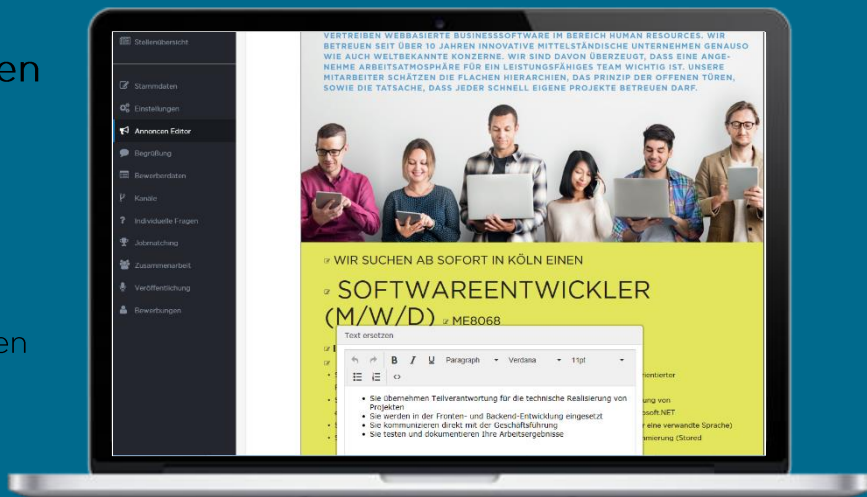 en
en
Stellenübersicht
Stammdaten
Einstellungen
Annoncen Editor
Begrüßung
Bewerberdaten
Kanäle
Individuelle Fragen
Jobmatching
Zusammenarbeit
Veröffentlichung
Bewerbungen
VERTREIBEN WEBBASIERTE BUSINESSSOFTWARE IM BEREICH HUMAN RESOURCES. WIR
BETREUEN SEIT ÜBER 10 JAHREN INNOVATIVE MITTELSTÄNDISCHE UNTERNEHMEN GENAUSO
WIE AUCH WELTBEKANNTE KONZERNE. WIR SIND DAVON ÜBERZEUGT, DASS EINE ANGE-
NEHME ARBEITSATMOSPHÄRE FÜR EIN LEISTUNGSFÄHIGES TEAM WICHTIG IST. UNSERE
MITARBEITER SCHÄTZEN DIE FLACHEN HIERARCHIEN, DAS PRINZIP DER OFFENEN TÜREN,
SOWIE DIE TATSACHE, DASS JEDER SCHNELL EIGENE PROJEKTE BETREUEN DARF.
WIR SUCHEN AB SOFORT IN KÖLN EINEN
SOFTWAREENTWICKLER
(M/W/D) ME8068
Text ersetzen
B I U Paragraph Verdana 11pt
• Sie übernehmen Teilverantwortung für die technische Realisierung von
Projekten
• Sie werden in der Fronten- und Backend-Entwicklung eingesetzt
• Sie kommunizieren direkt mit der Geschäftsführung
• Sie testen und dokumentieren Ihre Arbeitsergebnisse
ientierter
ung von
osoft.NET
r eine verwandte Sprache)
mmierung (Stored